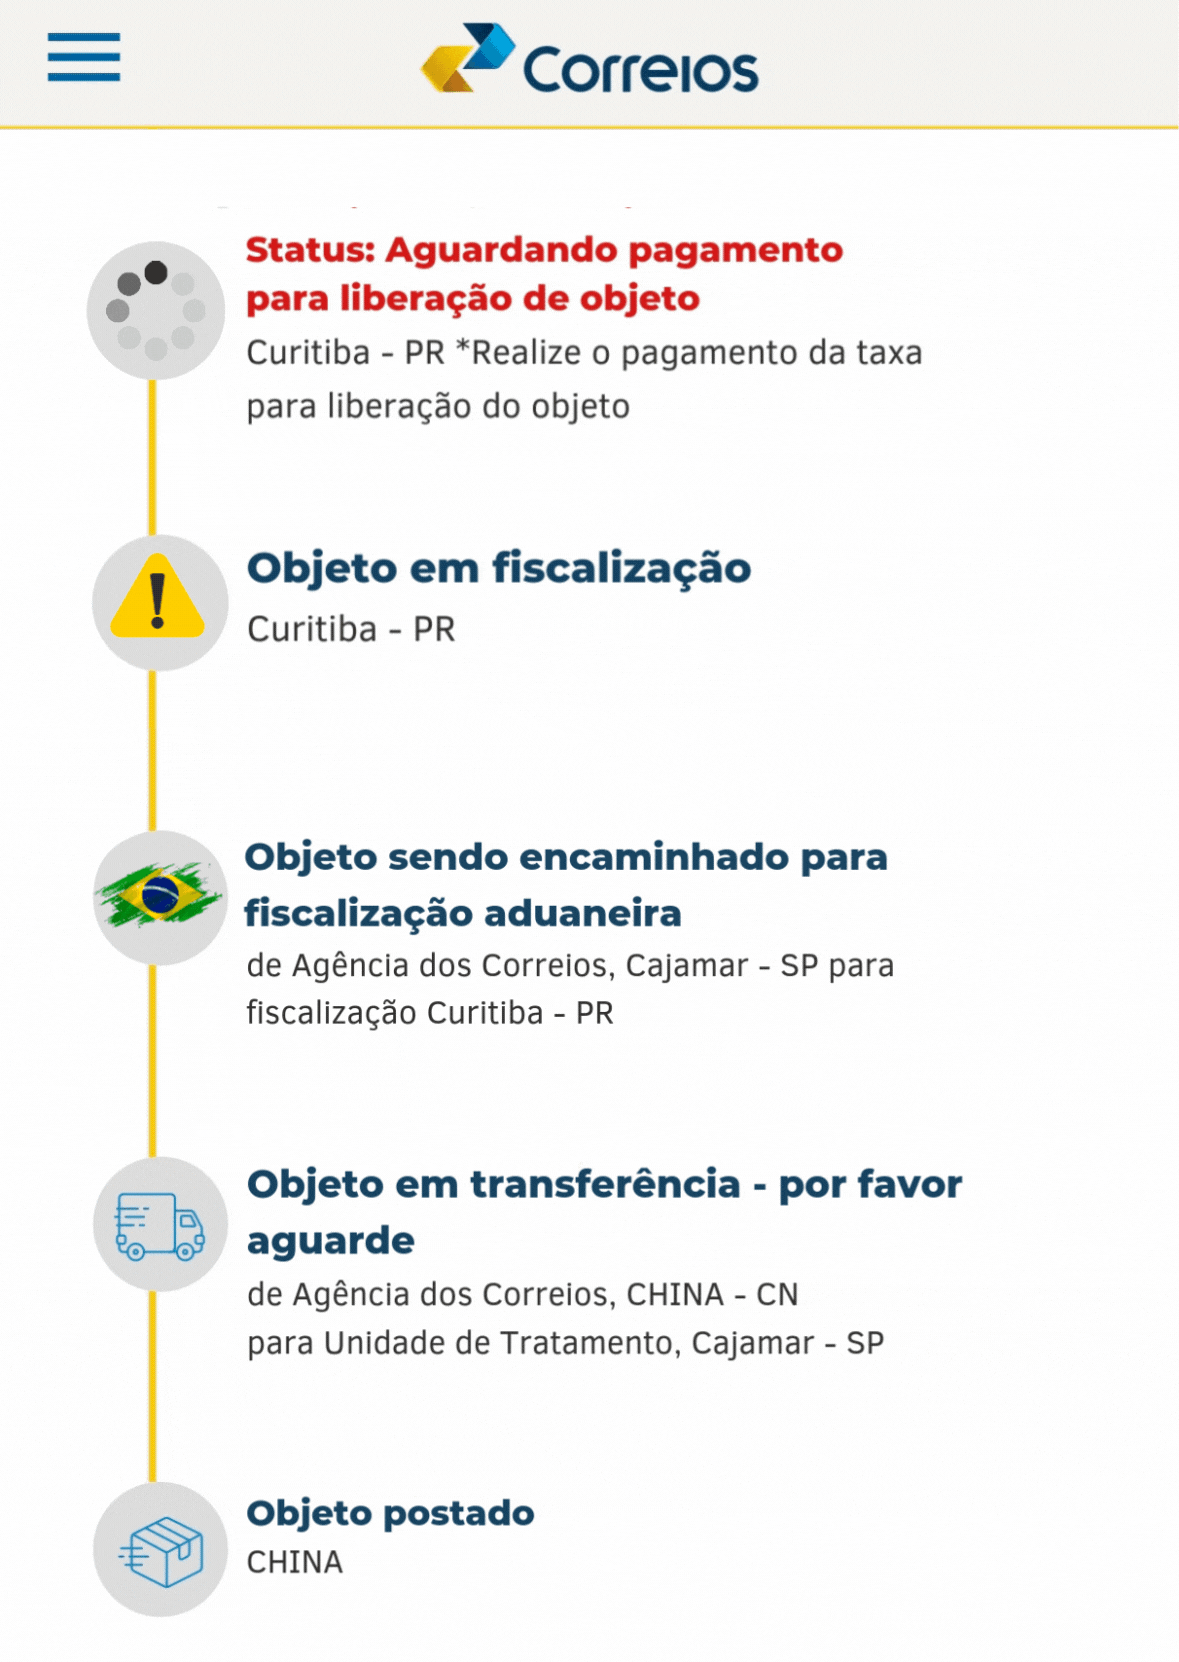 Correios
Status: Aguardando pagamento
para liberação de objeto
Curitiba - PR *Realize o pagamento da taxa
para liberação do objeto
Objeto em fiscalização
Curitiba - PR
Objeto sendo encaminhado para
fiscalização aduaneira
de Agência dos Correios, Cajamar - SP para
fiscalização Curitiba - PR
Objeto em transferência - por favor
aguarde
de Agência dos Correios, CHINA - CN
para Unidade de Tratamento, Cajamar - SP
Objeto postado
CHINA